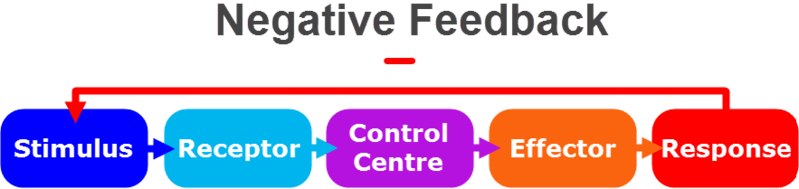 Negative Feedback
Stimulus
Receptor
Control
Centre
Effector
Response